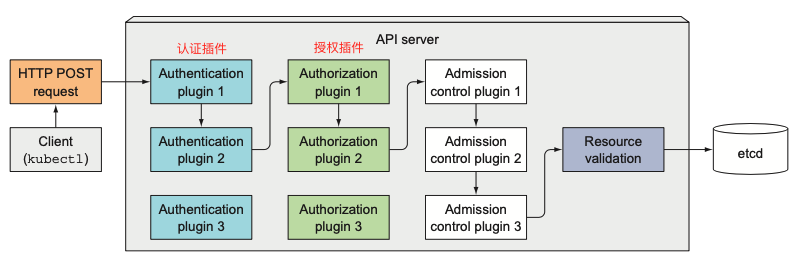 API server
认证插件
授权插件
HTTP POST
request
Client
(kubectl)
Authentication
plugin 1
Authentication
plugin 2
Authentication
plugin 3
Authorization
plugin 1
Authorization
plugin 2
Authorization
plugin 3
Admission
control plugin 1
Admission
control plugin 2
Admission
control plugin 3
Resource
validation
etcd